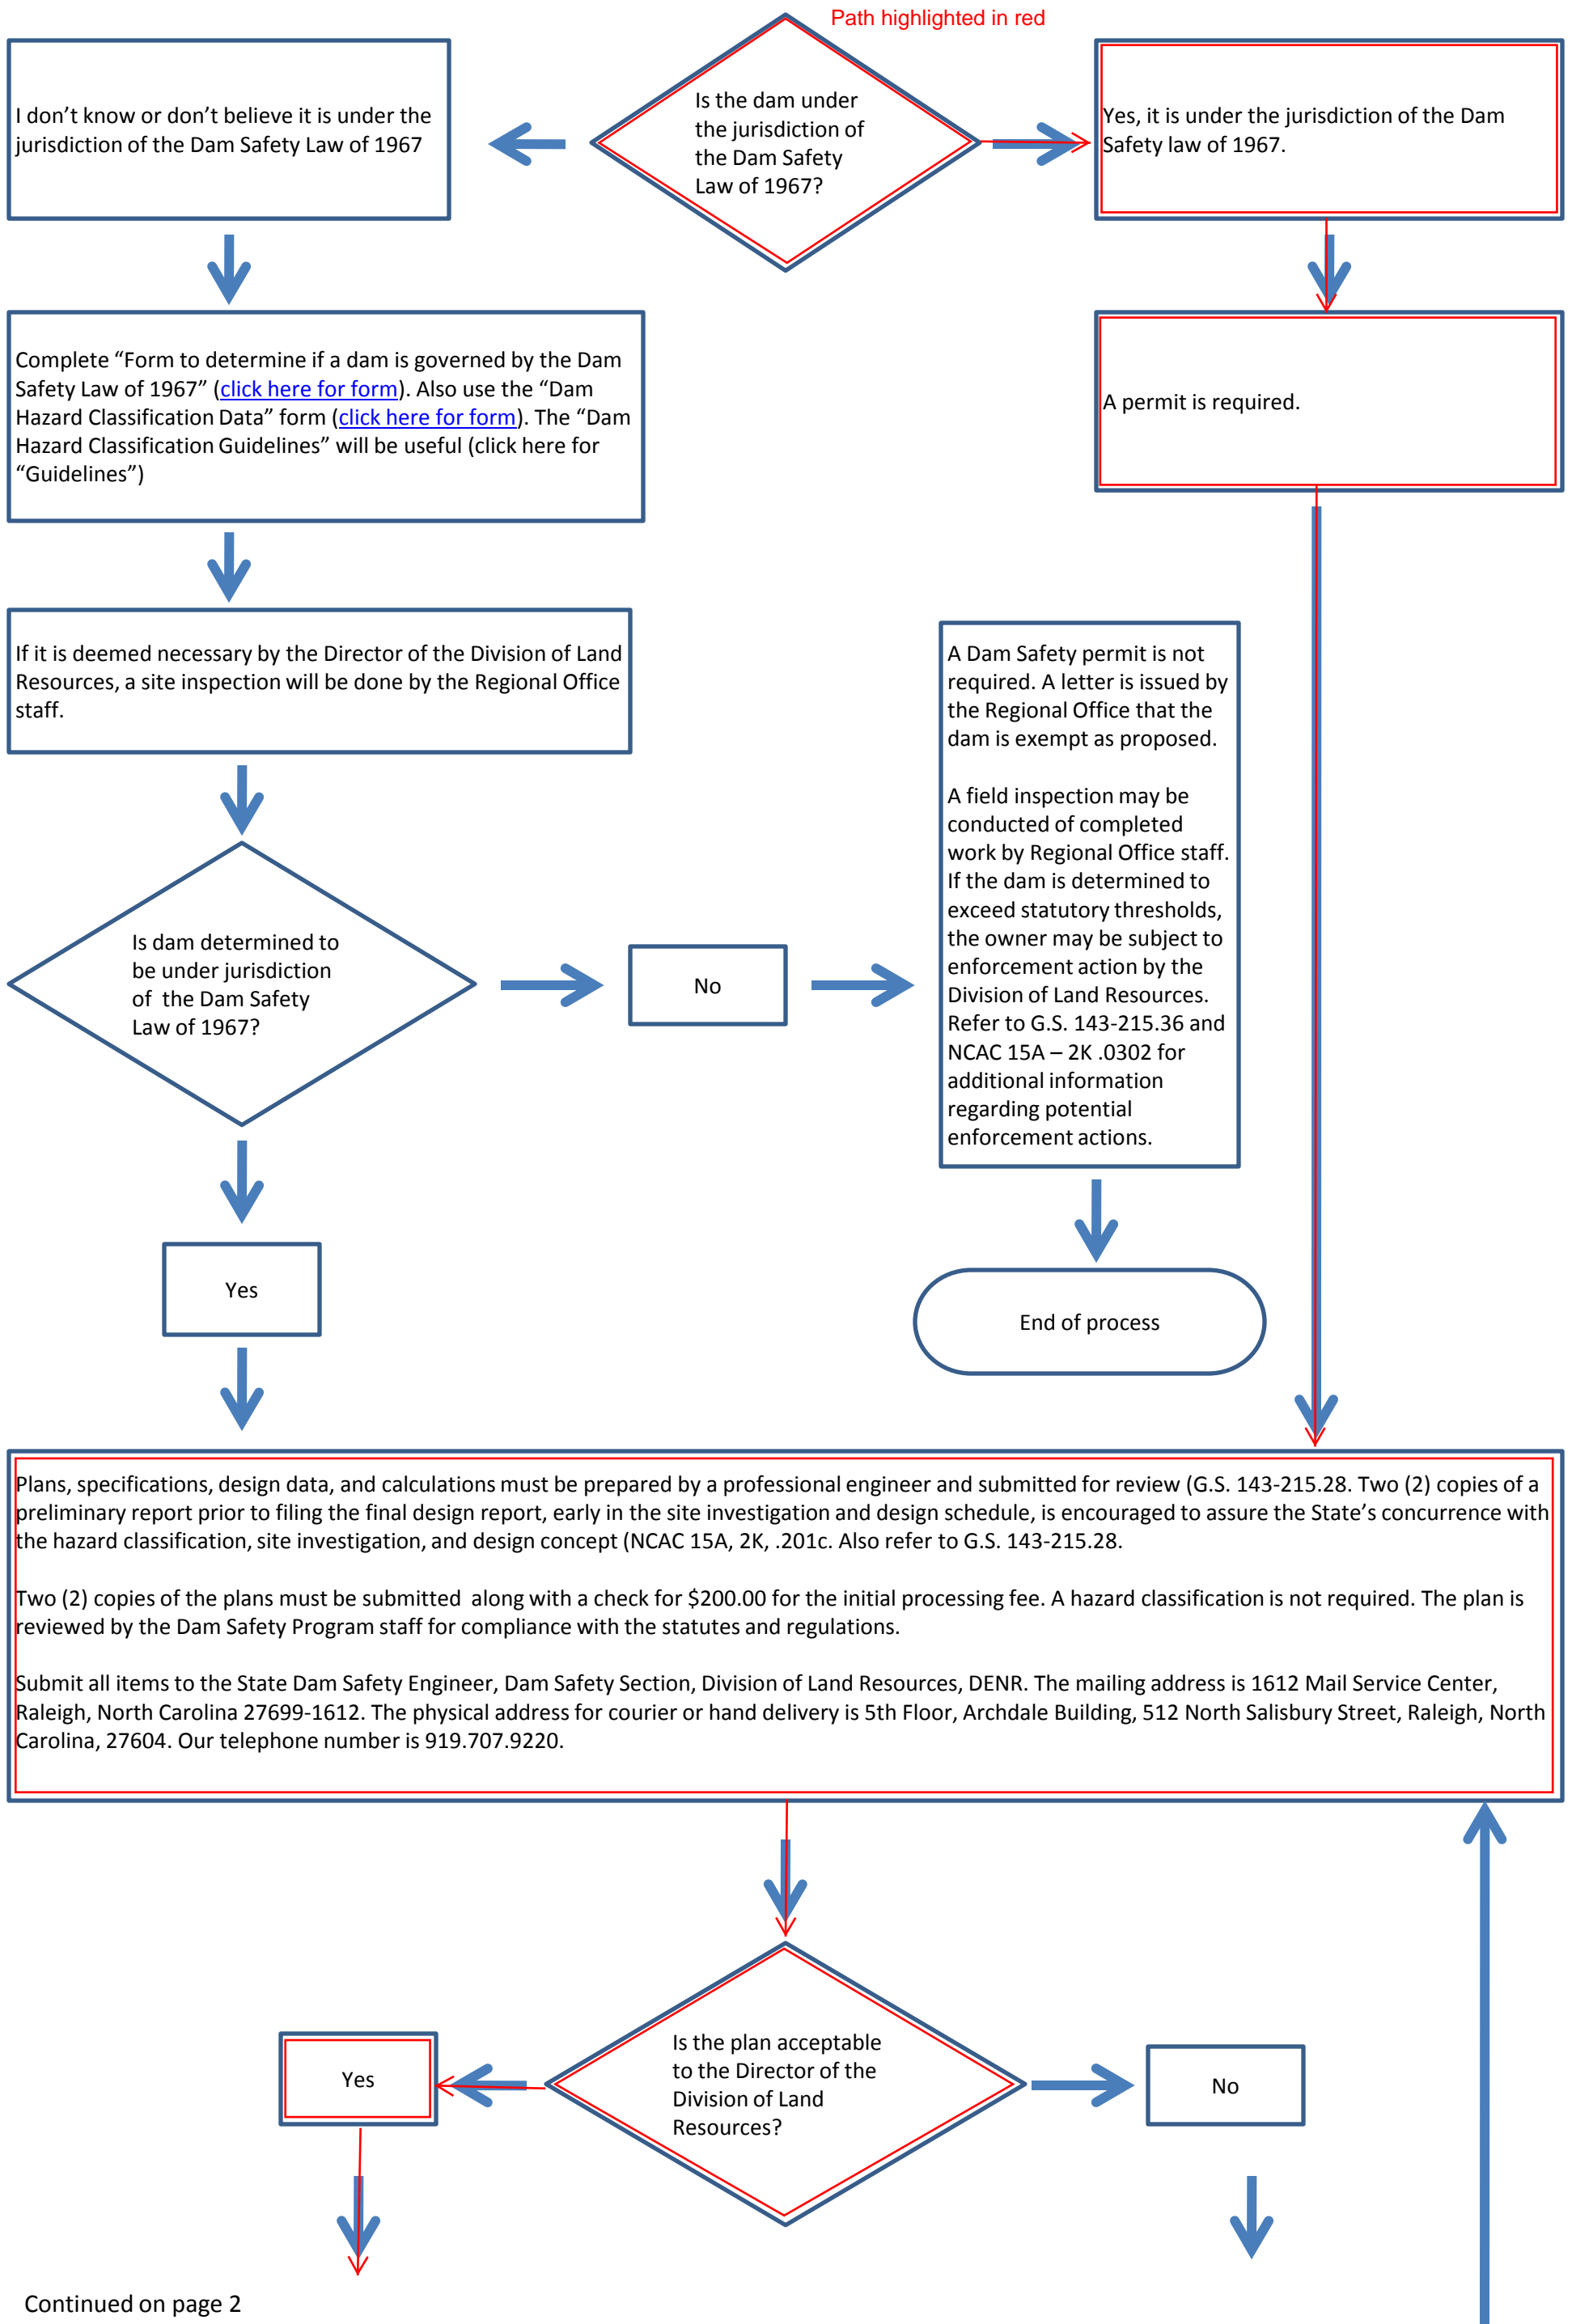 Path highlighted in red
I don’t know or don’t believe it is under the
jurisdiction of the Dam Safety Law of 1967
Is the dam under
the jurisdiction of
the Dam Safety
Law of 1967?
Yes, it is under the jurisdiction of the Dam
Safety law of 1967.
Complete “Form to determine if a dam is governed by the Dam
Safety Law of 1967” (click here for form). Also use the “Dam
Hazard Classification Data” form (click here for form). The “Dam
Hazard Classification Guidelines” will be useful (click here for
“Guidelines”)
A permit is required.
If it is deemed necessary by the Director of the Division of Land
Resources, a site inspection will be done by the Regional Office
staff.
A Dam Safety permit is not
required. A letter is issued by
the Regional Office that the
dam is exempt as proposed.
A field inspection may be
conducted of completed
work by Regional Office staff.
If the dam is determined to
exceed statutory thresholds,
the owner may be subject to
enforcement action by the
Division of Land Resources.
Refer to G.S. 143-215.36 and
NCAC 15A – 2K .0302 for
additional information
regarding potential
enforcement actions.
Is dam determined to
be under jurisdiction
of the Dam Safety
Law of 1967?
No
Yes
End of process
Plans, specifications, design data, and calculations must be prepared by a professional engineer and submitted for review (G.S. 143-215.28. Two (2) copies of a
preliminary report prior to filing the final design report, early in the site investigation and design schedule, is encouraged to assure the State’s concurrence with
the hazard classification, site investigation, and design concept (NCAC 15A, 2K, .201c. Also refer to G.S. 143-215.28.
Two (2) copies of the plans must be submitted along with a check for $200.00 for the initial processing fee. A hazard classification is not required. The plan is
reviewed by the Dam Safety Program staff for compliance with the statutes and regulations.
Submit all items to the State Dam Safety Engineer, Dam Safety Section, Division of Land Resources, DENR. The mailing address is 1612 Mail Service Center,
Raleigh, North Carolina 27699-1612. The physical address for courier or hand delivery is 5th Floor, Archdale Building, 512 North Salisbury Street, Raleigh, North
Carolina, 27604. Our telephone number is 919.707.9220.
Is the plan acceptable
to the Director of the
Division of Land
Resources?
Yes
No
Continued on page 2